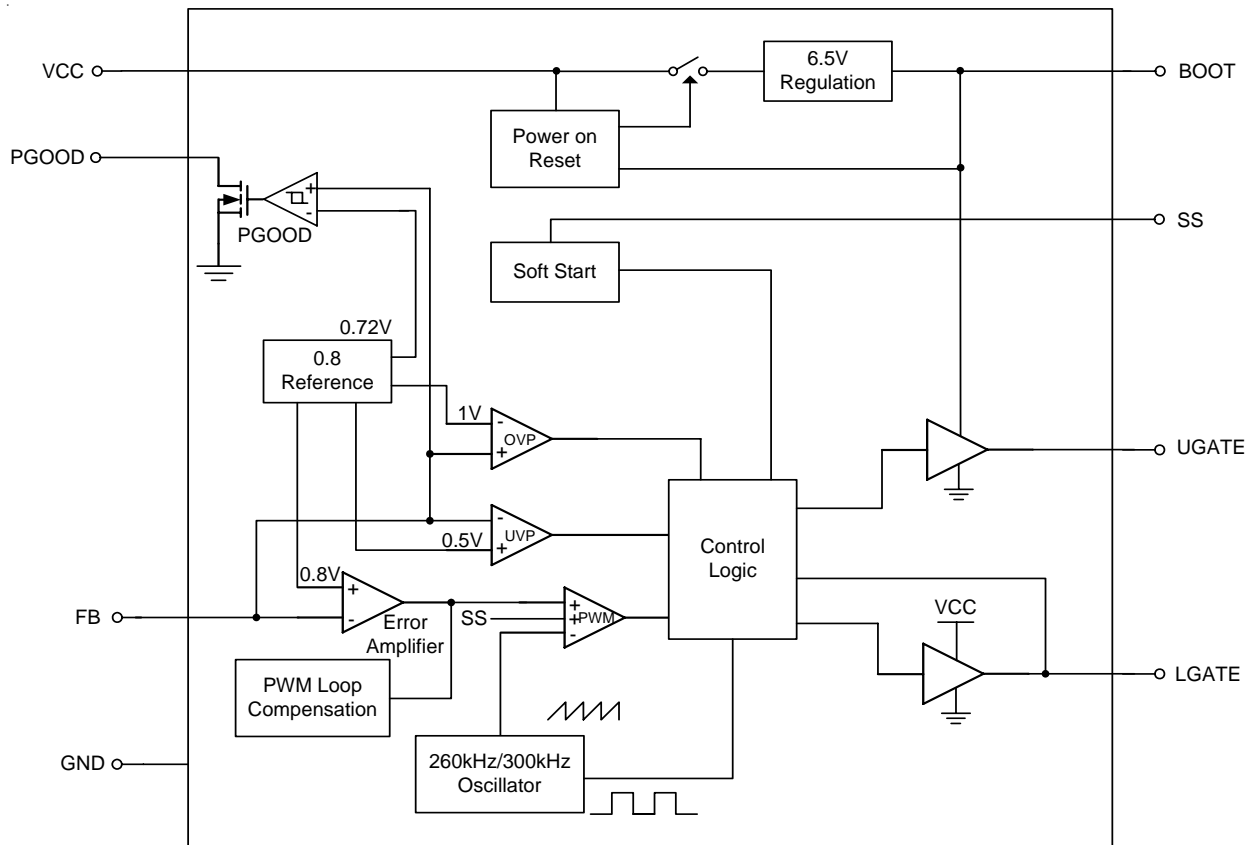 VCC
6.5V
Regulation
BOOT
Power on
Reset
PGOOD
+
-
PGOOD
SS
Soft Start
0.72V
0.8
Reference
1V
-
OVP
+
UGATE
-
UVP
0.5V
+
Control
Logic
0.8V
+
-
Error
Amplifier
FB
SS
+
+
-
PWM
VCC
LGATE
PWM Loop
Compensation
GND
260kHz/300kHz
Oscillator